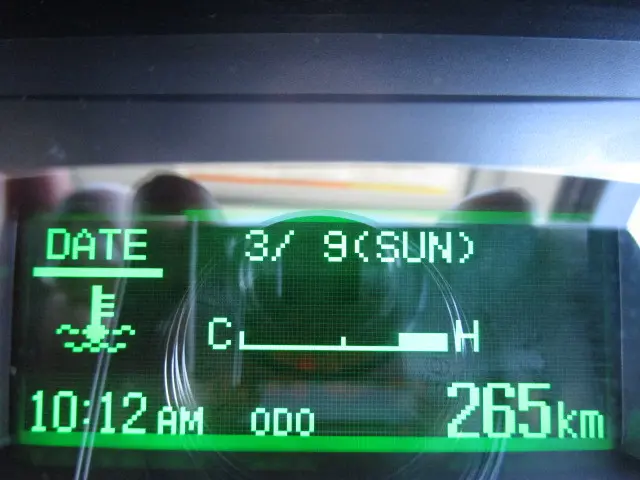 DATE 3/ 9(SUN)
C H
10:12AM ODO 265km